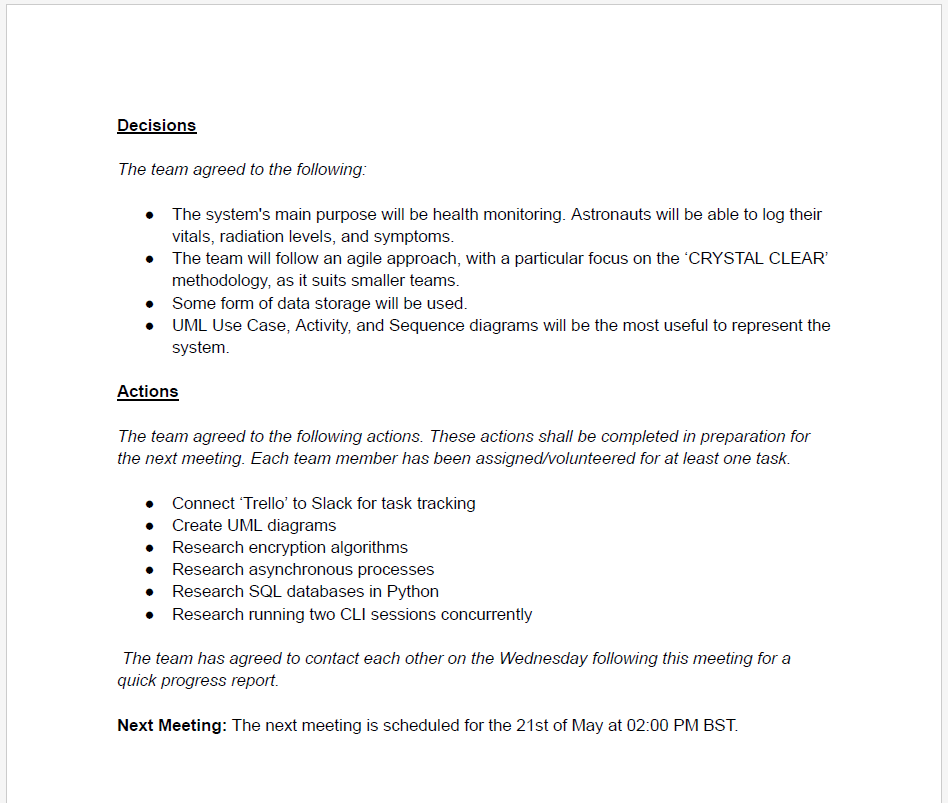 Decisions
The team agreed to the following:
● The system's main purpose will be health monitoring. Astronauts will be able to log their
vitals, radiation levels, and symptoms.
● The team will follow an agile approach, with a particular focus on the ‘CRYSTAL CLEAR’
methodology, as it suits smaller teams.
● Some form of data storage will be used.
● UML Use Case, Activity, and Sequence diagrams will be the most useful to represent the
system.
Actions
The team agreed to the following actions. These actions shall be completed in preparation for
the next meeting. Each team member has been assigned/volunteered for at least one task.
● Connect ‘Trello’ to Slack for task tracking
● Create UML diagrams
● Research encryption algorithms
● Research asynchronous processes
● Research SQL databases in Python
● Research running two CLI sessions concurrently
The team has agreed to contact each other on the Wednesday following this meeting for a
quick progress report.
Next Meeting: The next meeting is scheduled for the 21st of May at 02:00 PM BST.